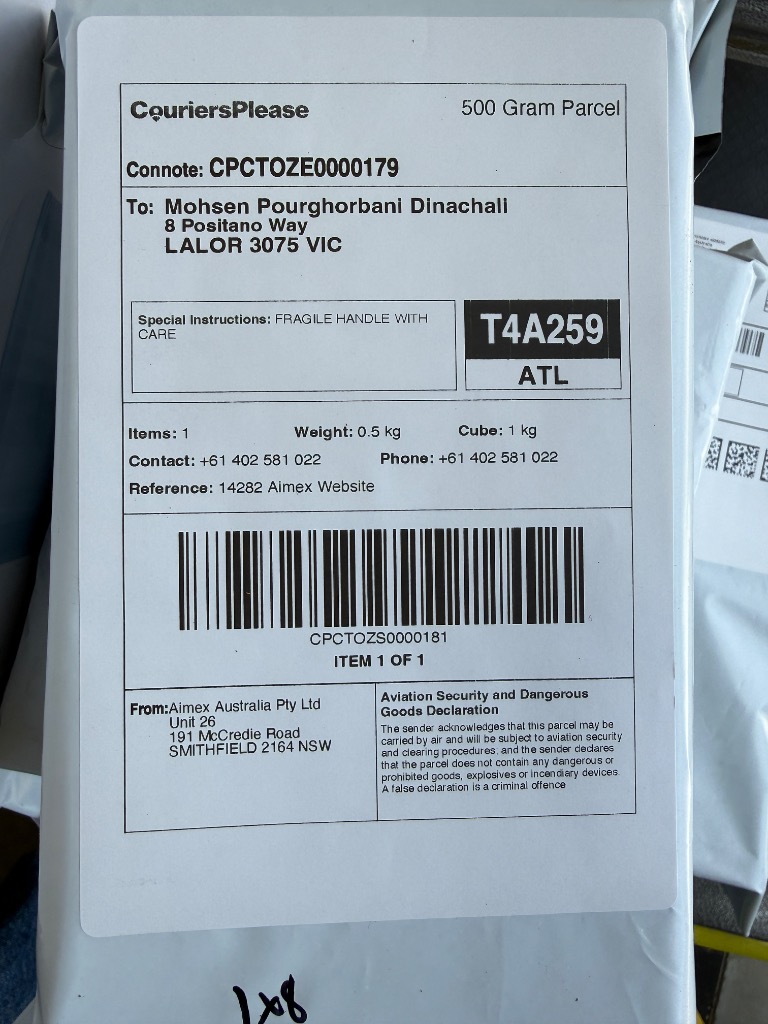 CouriersPlease
500 Gram Parcel
Connote: CPCTOZE0000179
To: Mohsen Pourghorbani Dinachali
8 Positano Way
LALOR 3075 VIC
Special Instructions: FRAGILE HANDLE WITH
CARE
T4A259
ATL
Items: 1 Weight: 0.5 kg Cube: 1 kg
Contact: +61 402 581 022 Phone: +61 402 581 022
Reference: 14282 Aimex Website
CPCTOZS0000181
ITEM 1 OF 1
From: Aimex Australia Pty Ltd
Unit 26
191 McCredie Road
SMITHFIELD 2164 NSW
Aviation Security and Dangerous
Goods Declaration
The sender acknowledges that this parcel may be
carried by air and will be subject to aviation security
and clearing procedures, and the sender declares
that the parcel does not contain any dangerous or
prohibited goods, explosives or incendiary devices.
A false declaration is a criminal offence
1x8